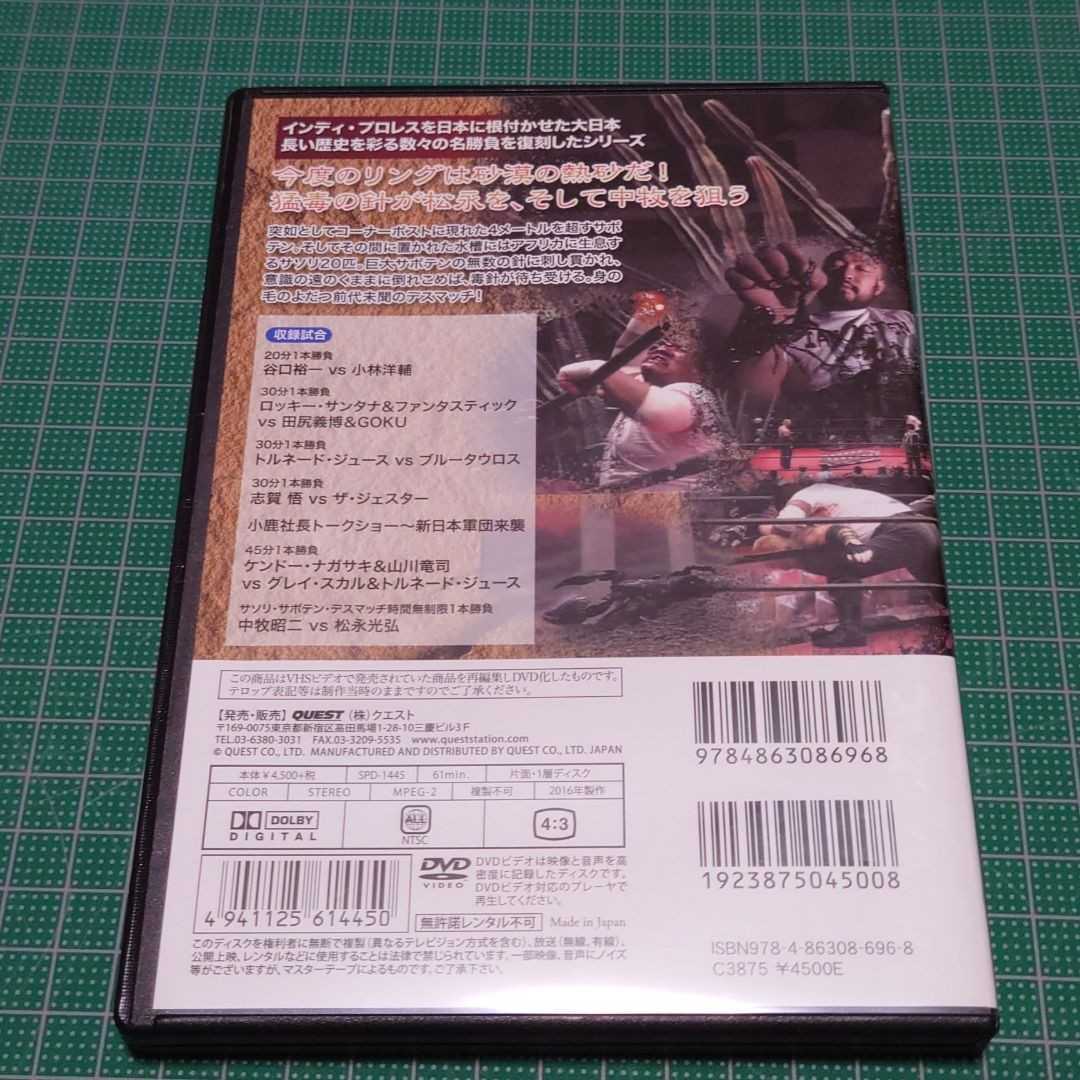 インディ・プロレスを日本に根付かせた大日本
長い歴史を彩る数々の名勝負を復刻したシリーズ
今度のリングは砂漠の熱砂だ!
猛毒の針が松永を、そして中牧を狙う
突如としてコーナーポストに現れた4メートルを超すサボ
テン。そしてその間に置かれた水槽にはアフリカに生息す
るサソリ20匹。巨大サボテンの無数の針に刺し貫かれ、
意識の遠のくままに倒れこめば、毒針が待ち受ける。身の
毛のよだつ前代未聞のデスマッチ!
収録試合
20分1本勝負
谷口裕一 vs 小林洋輔
30分1本勝負
ロッキー・サンタナ&ファンタスティック
vs 田尻義博&GOKU
30分1本勝負
トルネード・ジュース vs ブルータウロス
30分1本勝負
志賀 悟 vs ザ・ジェスター
小鹿社長トークショー〜新日本軍団来襲
45分1本勝負
ケンドー・ナガサキ&山川竜司
vs グレイ・スカル&トルネード・ジュース
サソリ・サボテン・デスマッチ時間無制限1本勝負
中牧昭二 vs 松永光弘
この商品はVHSビデオで発売されていた商品を再編集しDVD化したものです。
テロップ表記等は制作当時のままですのでご了承ください。
【発売・販売】 QUEST (株)クエスト
〒169-0075東京都新宿区高田馬場1-28-10三慶ビル3F
TEL.03-6380-3031 FAX.03-3209-5535 www.queststation.com
© QUEST CO., LTD. MANUFACTURED AND DISTRIBUTED BY QUEST CO., LTD. JAPAN
本体¥4,500+税 SPD-1445 61min. 片面・1層ディスク
COLOR STEREO MPEG-2 複製不可 2016年製作
DOLBY
DIGITAL
ALL
NTSC
4:3
4941125614450
DVD
VIDEO
DVDビデオは映像と音声を高
密度に記録したディスクです。
DVDビデオ対応のプレーヤで
再生してください。
無許諾レンタル不可 Made in Japan
このディスクを権利者に無断で複製(異なるテレビジョン方式を含む)、放送(無線、有線)、
公開上映、レンタルなどに使用することは法律で禁じられています。一部映像、音声にノイズ
等がございますが、マスターテープによるものです。ご了承下さい。
9784863086968
1923875045008
ISBN978-4-86308-696-8
C3875 ¥4500E